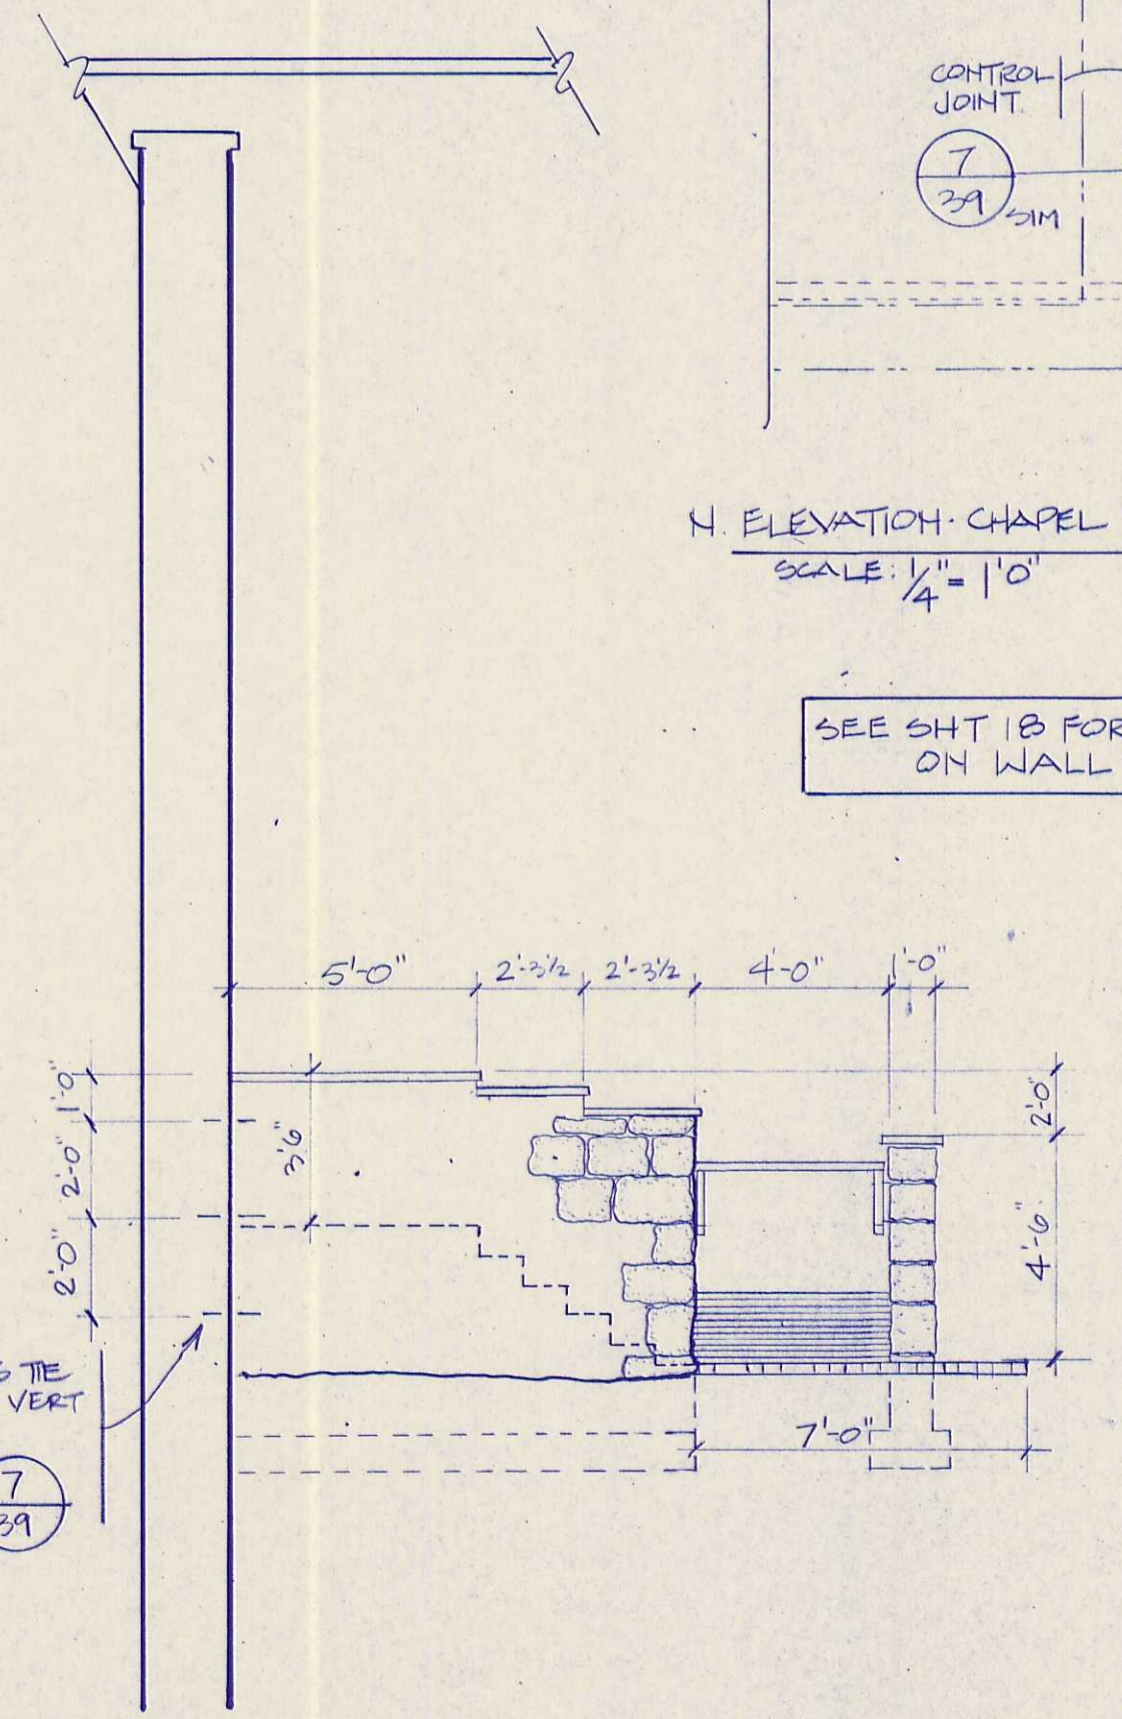 CONTROL
JOINT.
7
39
SIM
N. ELEVATION · CHAPEL
SCALE: 1/4" = 1'0"
SEE SHT 18 FOR
ON WALL
5'-0"
2'-3 1/2
2'-3 1/2
4'-0"
1'-0"
1'-0"
2'-0"
2'-0"
3'6"
2'-0"
4'-6"
TIE
VERT
7'-0"
7
39